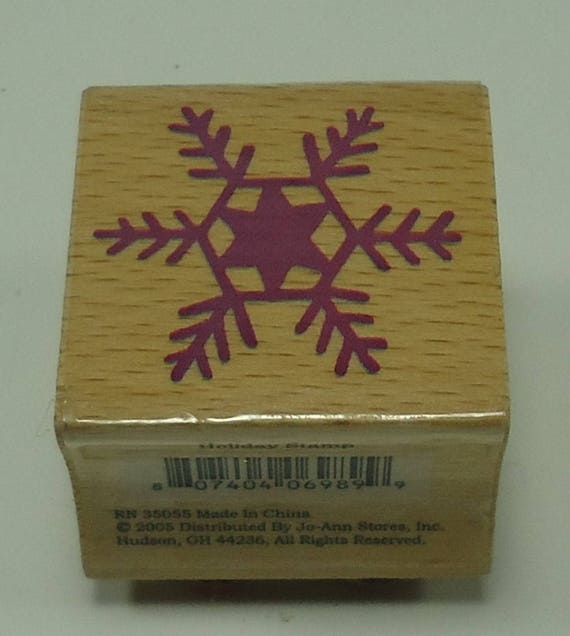 Holiday Stamp
8 07404 06989 9
RN 35055 Made in China
© 2005 Distributed By Jo-Ann Stores, Inc.
Hudson, OH 44236, All Rights Reserved.